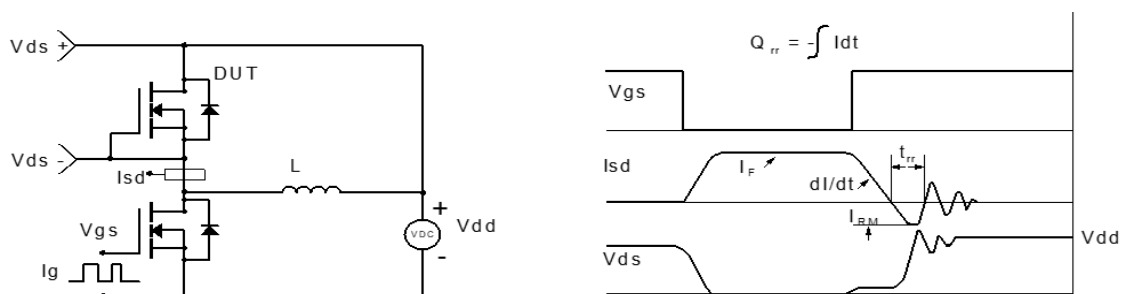 Vds +
DUT
Vds -
Isd
L
+
Vdd
VDC
-
Vgs
Ig
Q rr = -∫ Idt
Vgs
Isd
I F
dI/dt
t rr
I RM
Vdd
Vds